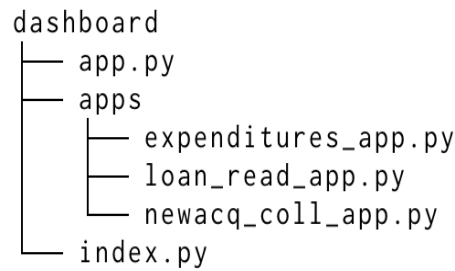 dashboard
app.py
apps
expenditures_app.py
loan_read_app.py
newacq_coll_app.py
index.py